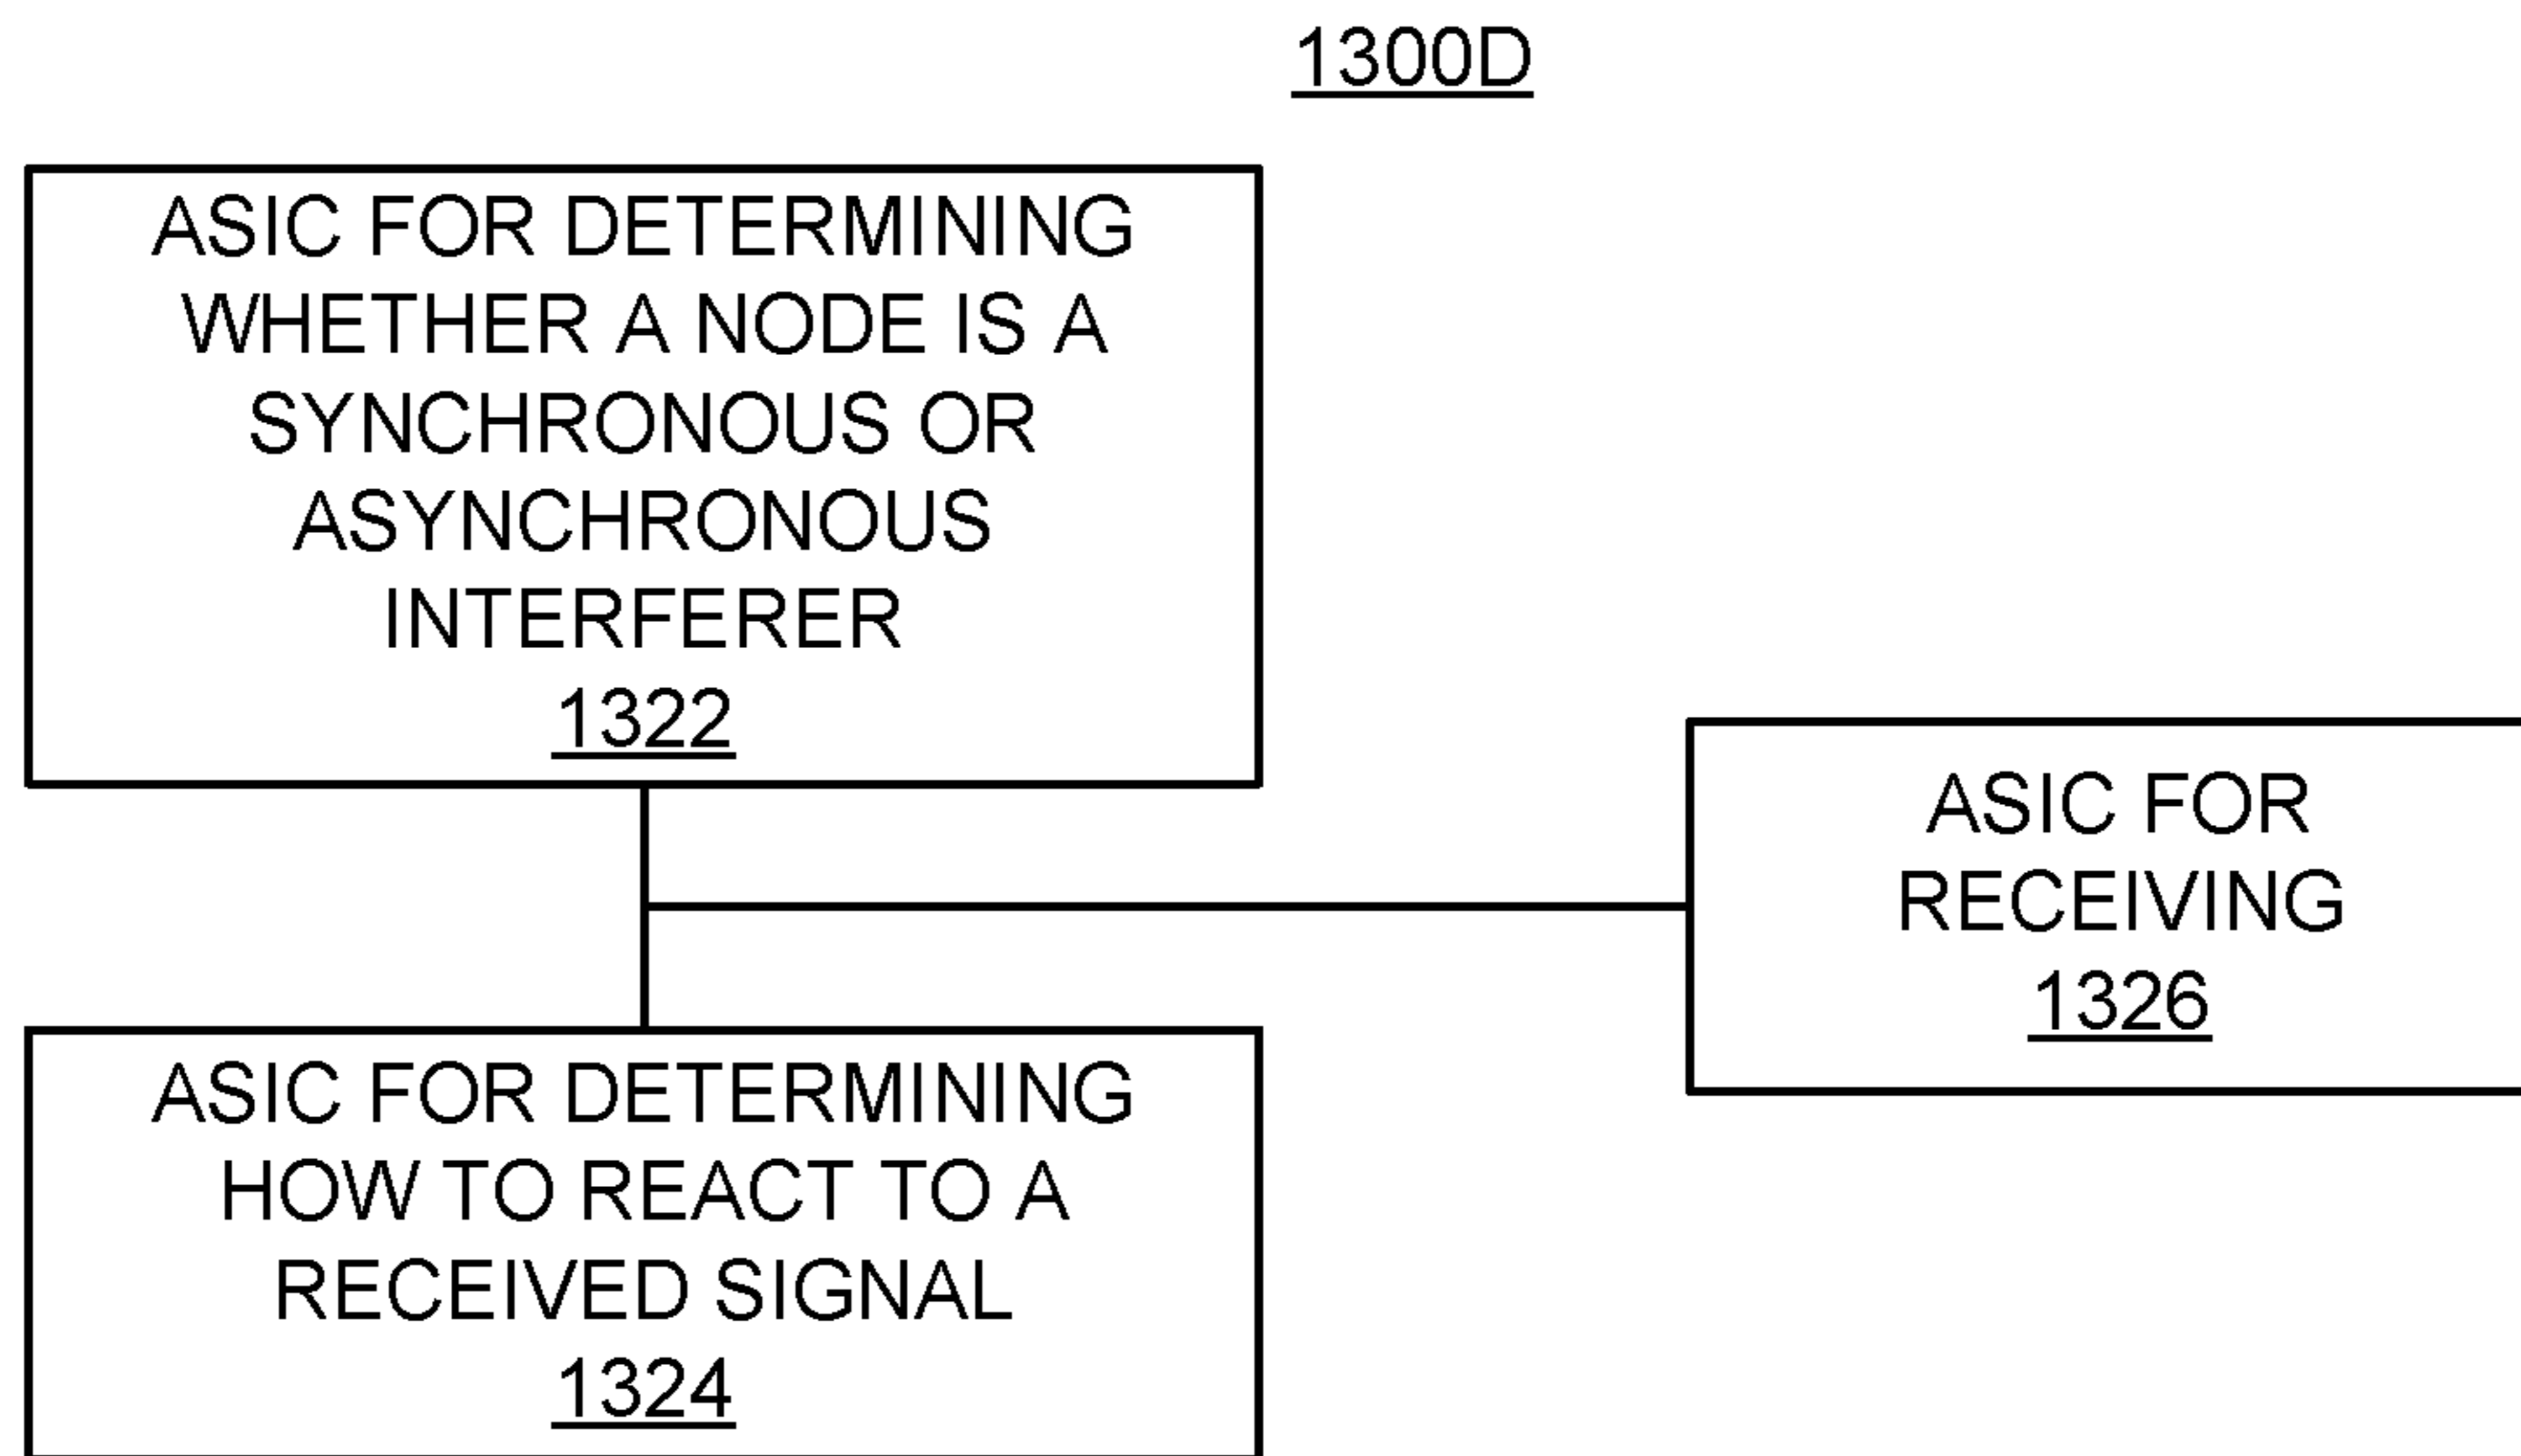 1300D
ASIC FOR DETERMINING
WHETHER A NODE IS A
SYNCHRONOUS OR
ASYNCHRONOUS
INTERFERER
1322
ASIC FOR
RECEIVING
1326
ASIC FOR DETERMINING
HOW TO REACT TO A
RECEIVED SIGNAL
1324